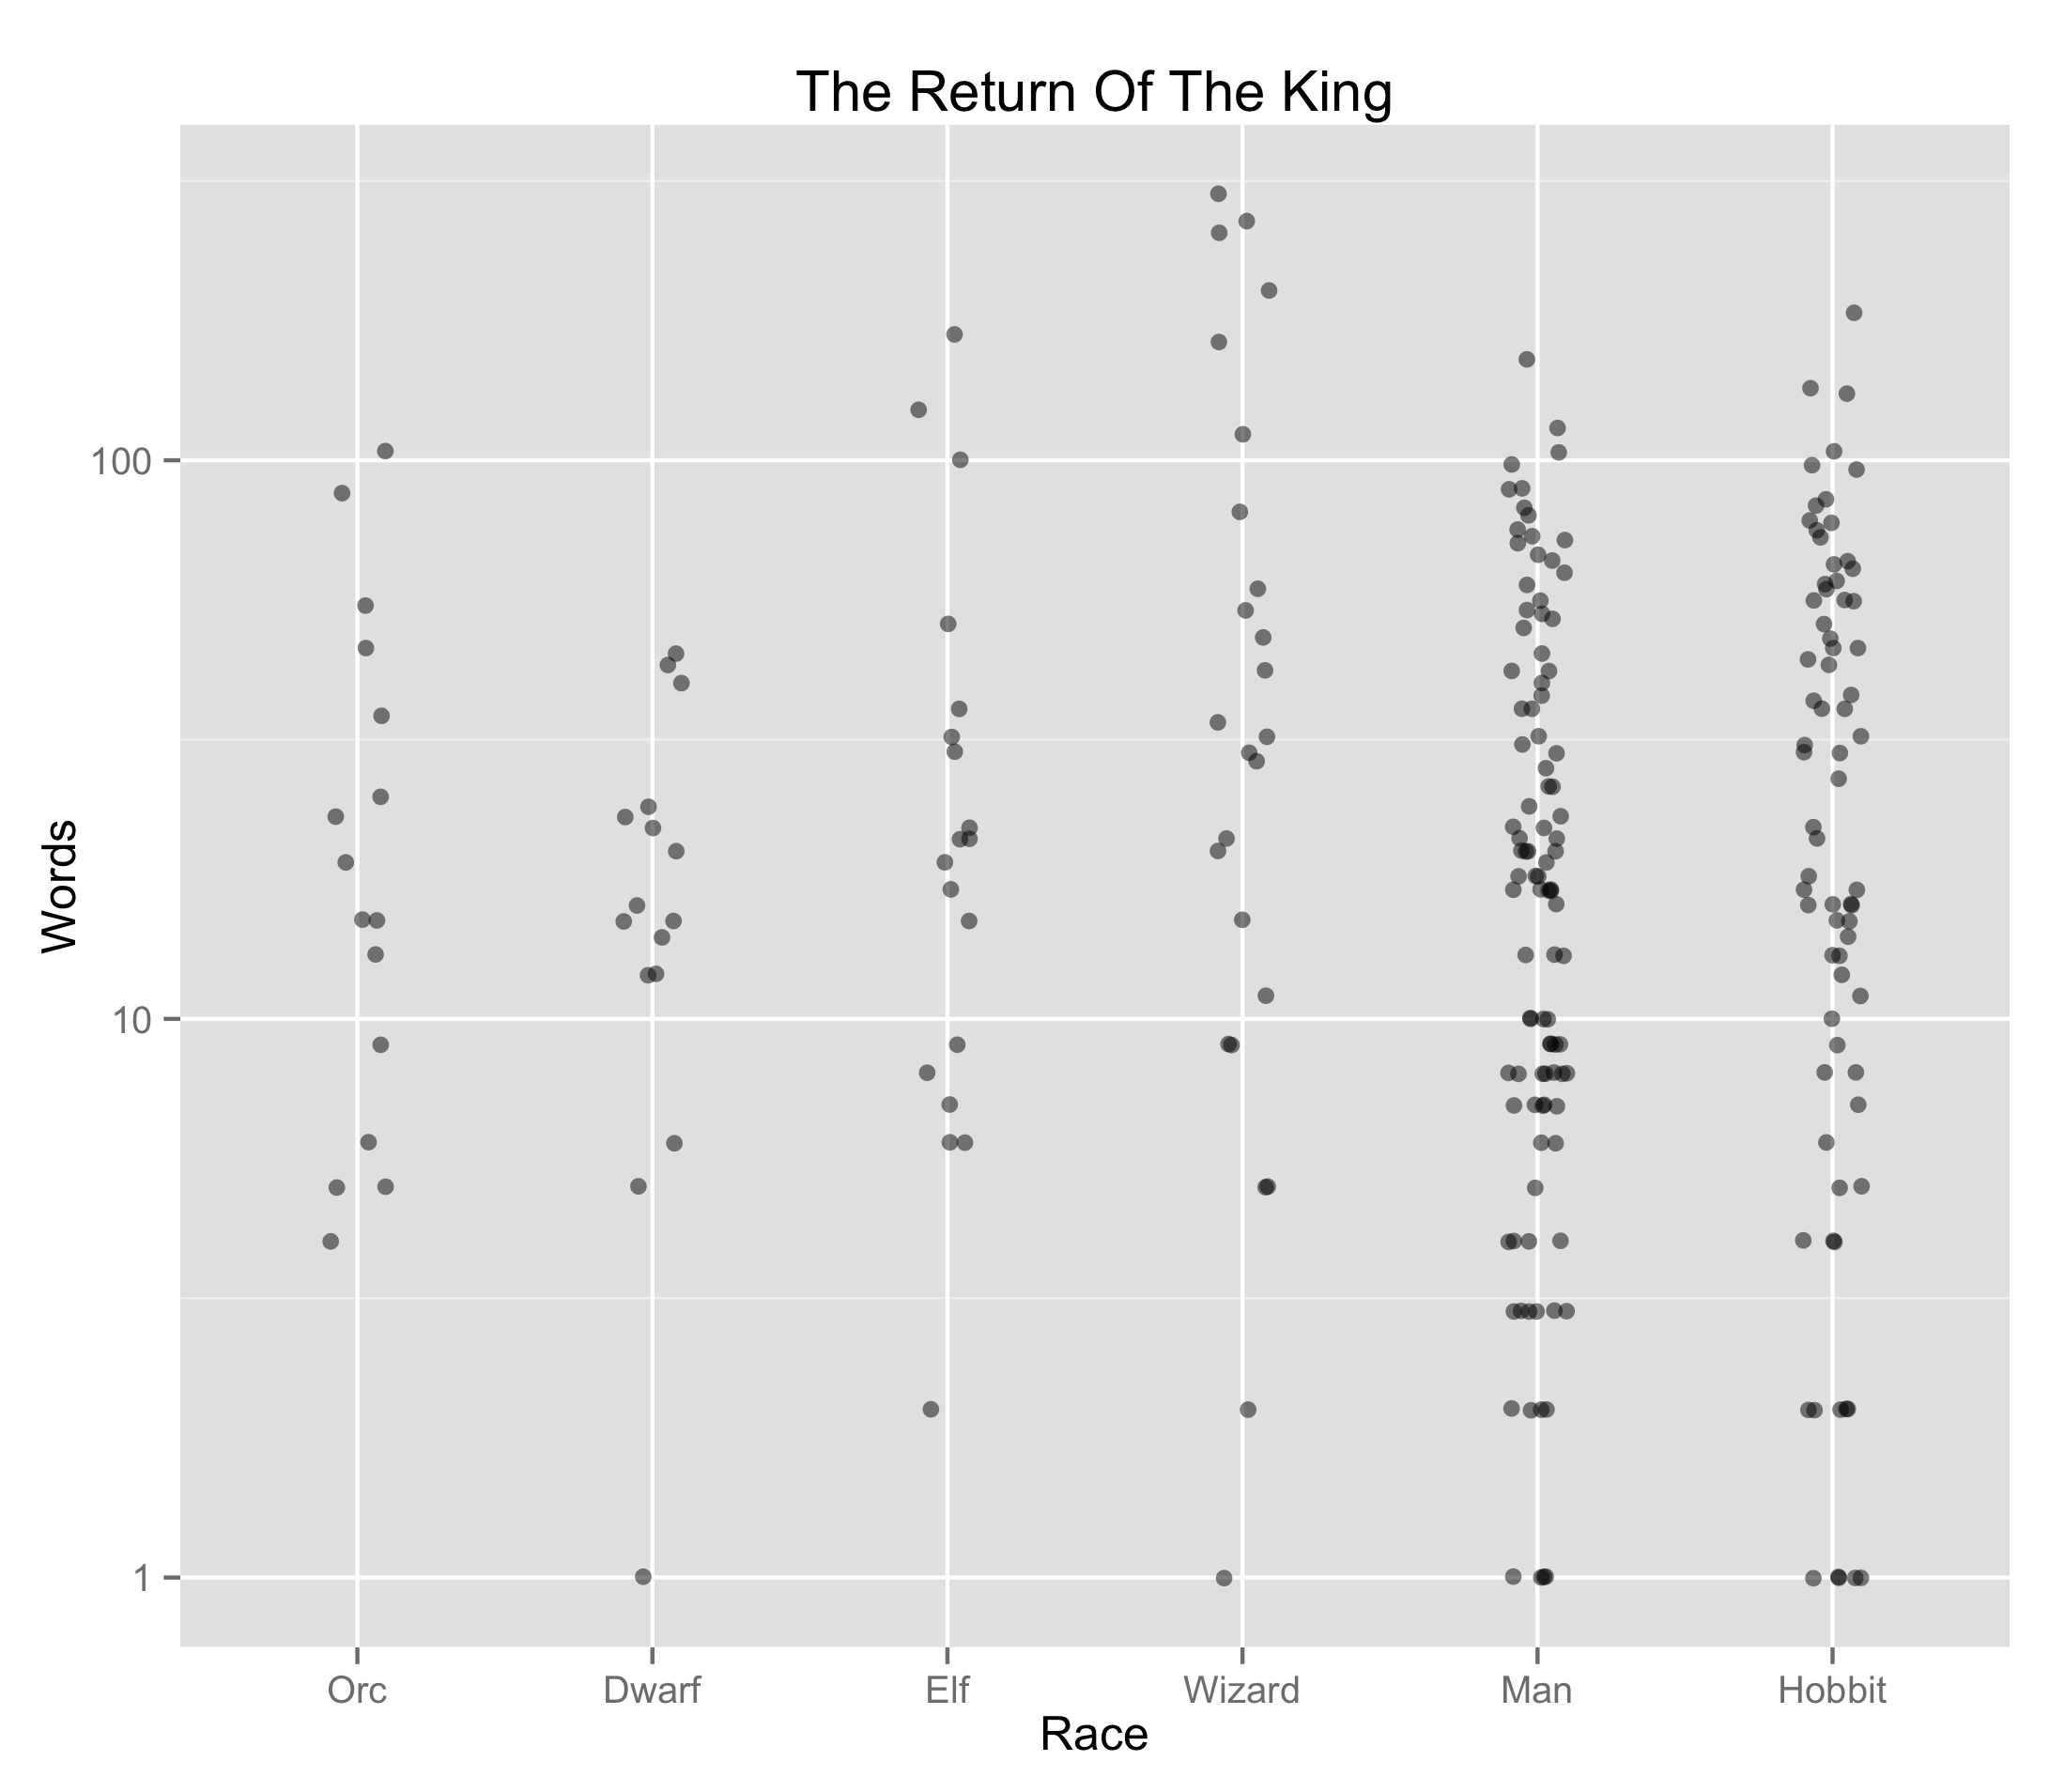 The Return Of The King
Words
100
10
1
Orc Dwarf Elf Wizard Man Hobbit
Race